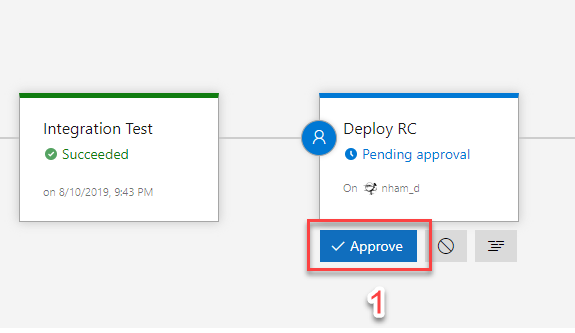 Integration Test
Succeeded
on 8/10/2019, 9:43 PM
Deploy RC
Pending approval
On nham_d
Approve
1